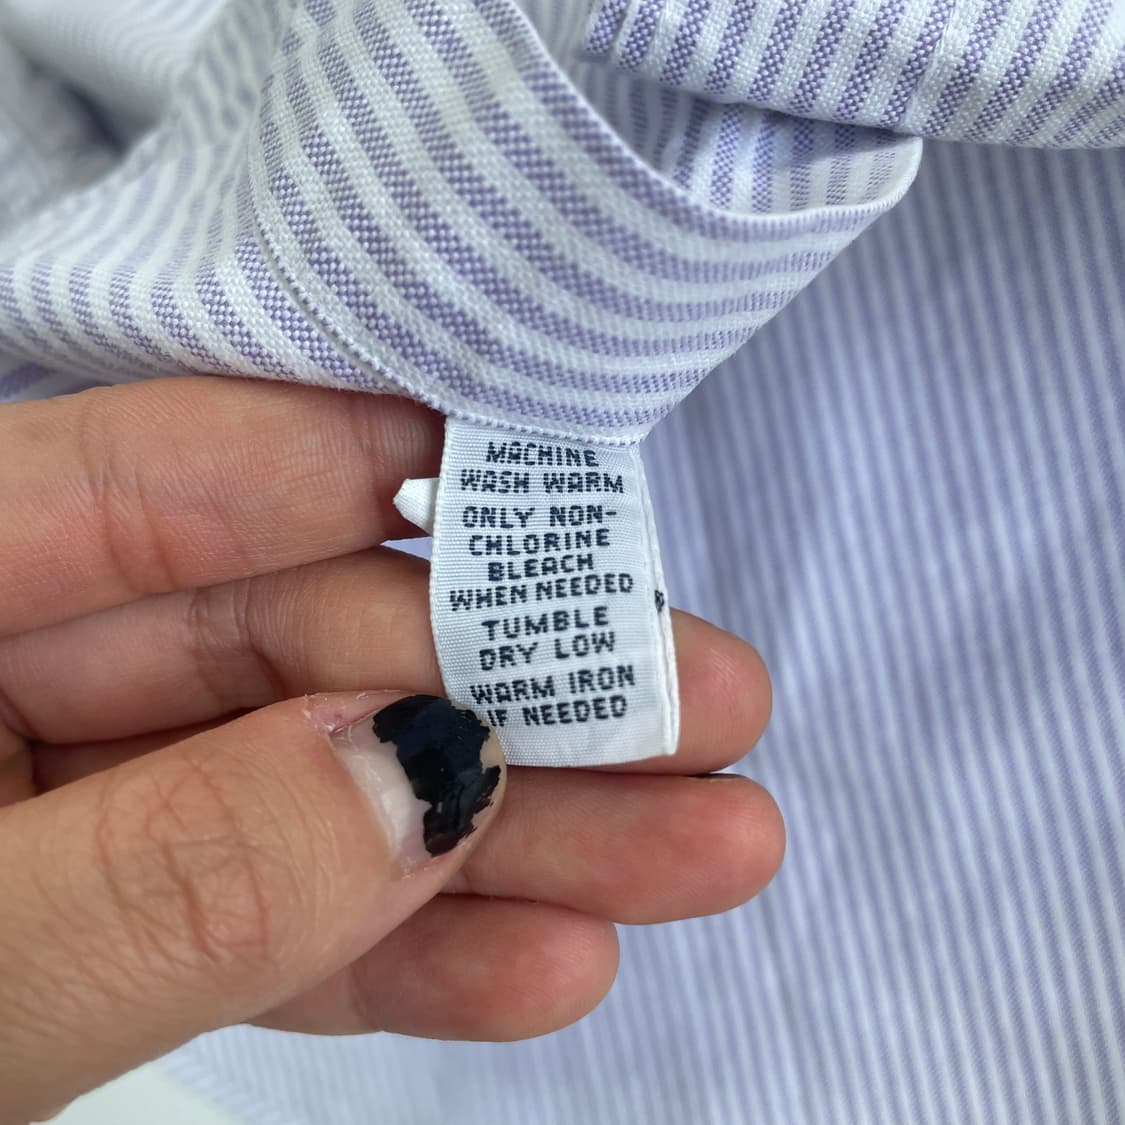 MACHINE
WASH WARM
ONLY NON-
CHLORINE
BLEACH
WHEN NEEDED
TUMBLE
DRY LOW
WARM IRON
IF NEEDED